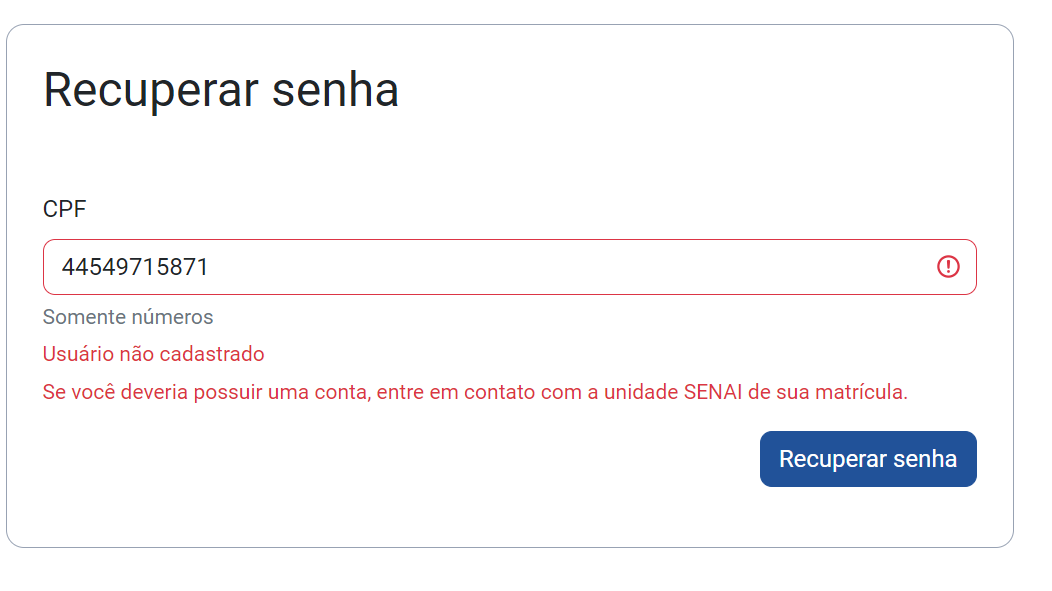 Recuperar senha
CPF
44549715871
Somente números
Usuário não cadastrado
Se você deveria possuir uma conta, entre em contato com a unidade SENAI de sua matrícula.
Recuperar senha